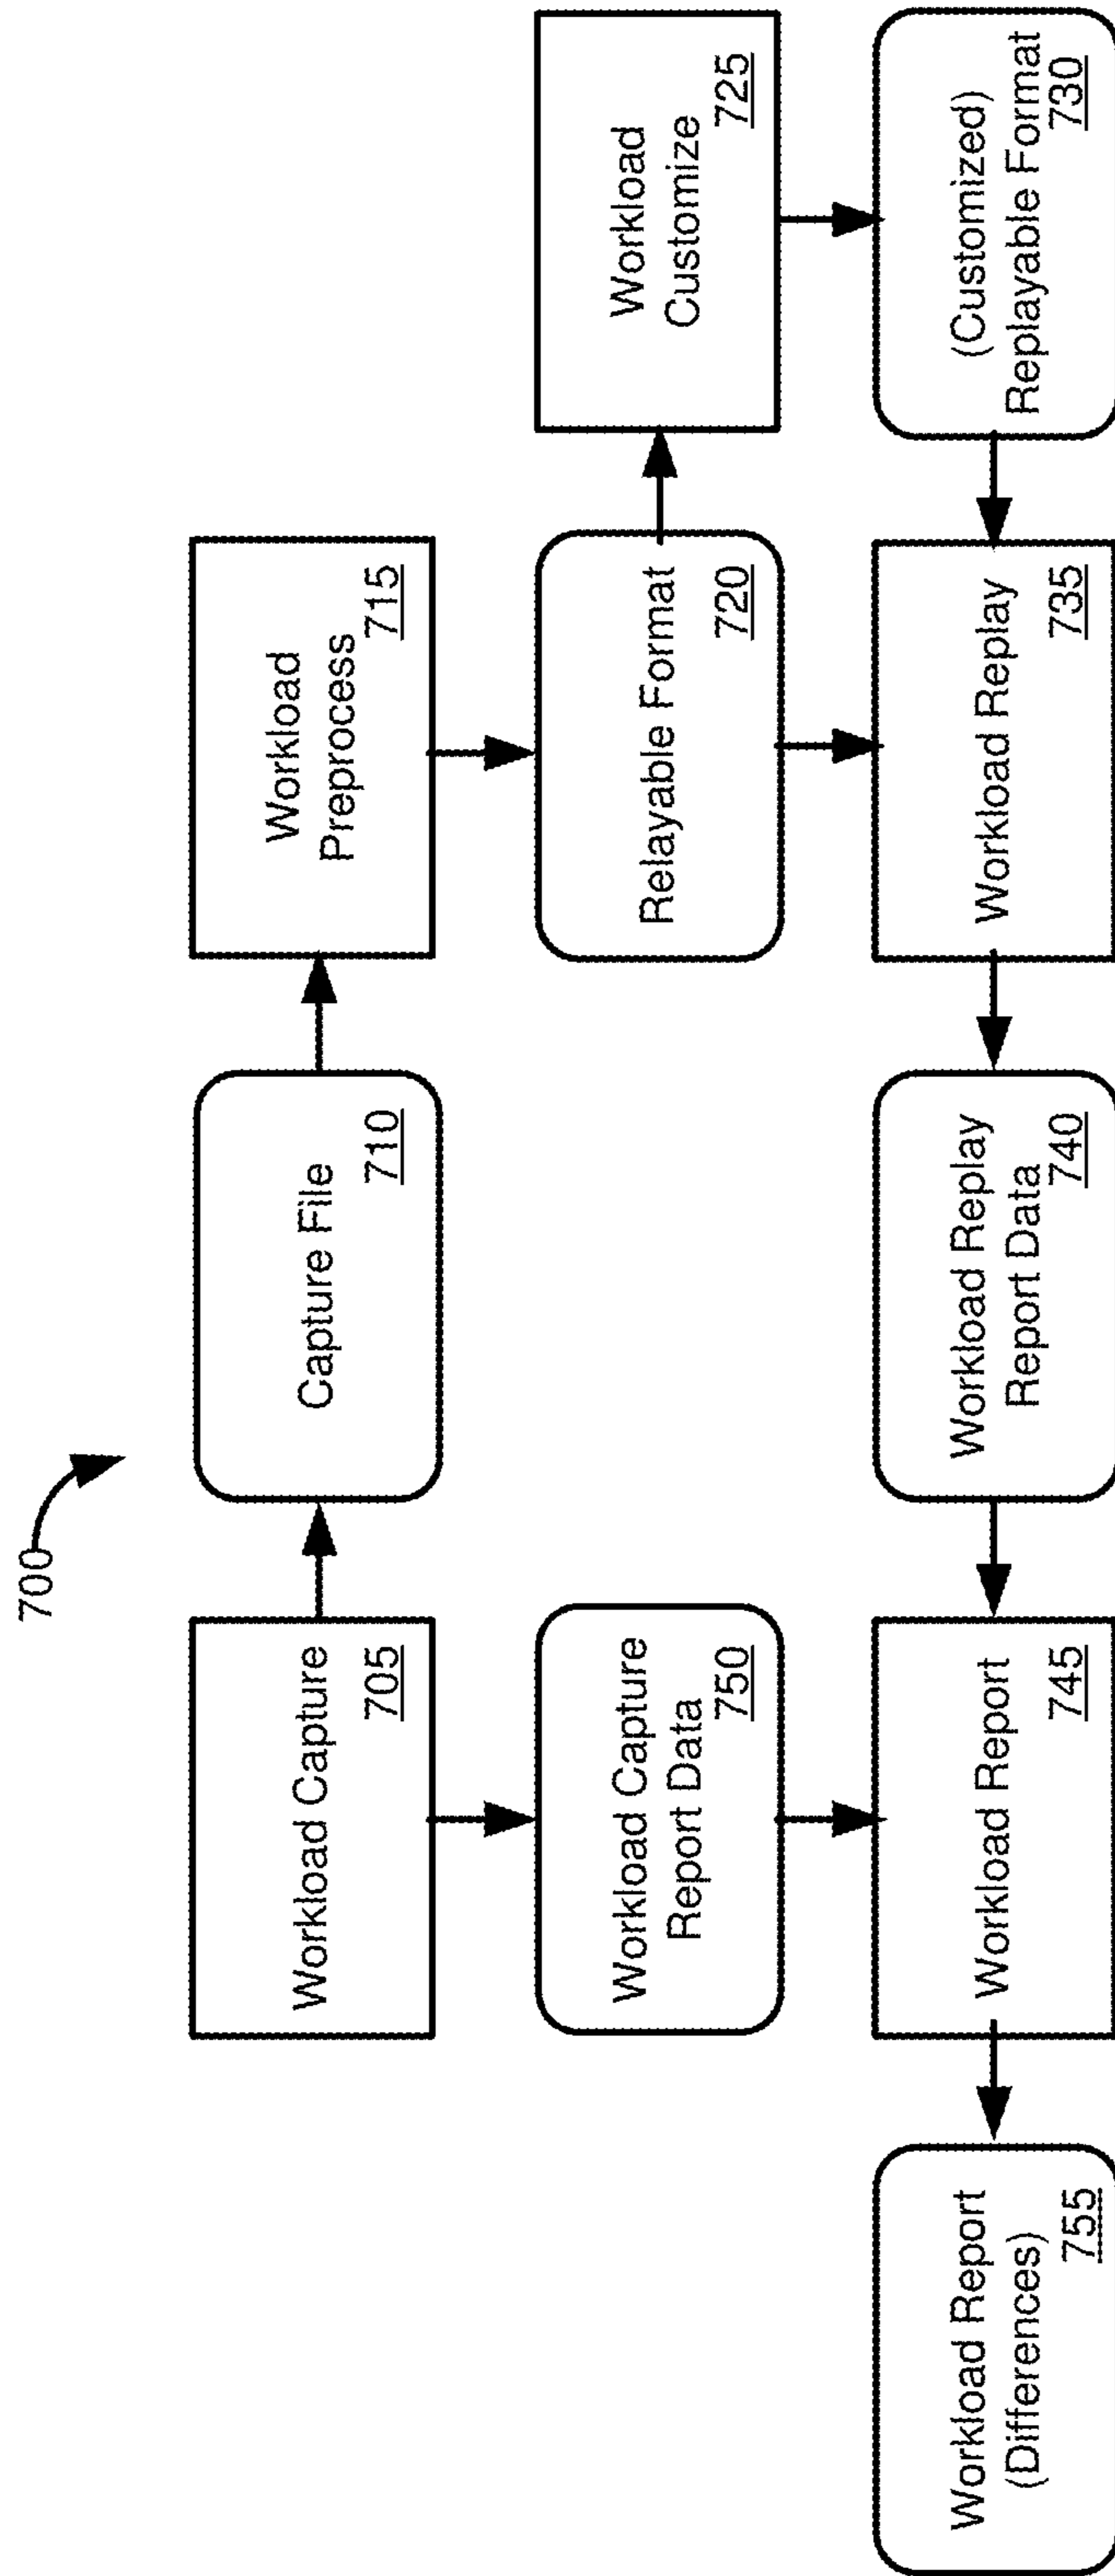 700
Workload Capture
705
Capture File
710
Workload
Preprocess
715
Workload Capture
Report Data
750
Relayable Format
720
Workload
Customize
725
Workload Report
(Differences)
755
Workload Report
745
Workload Replay
Report Data
740
Workload Replay
735
(Customized)
Replayable Format
730